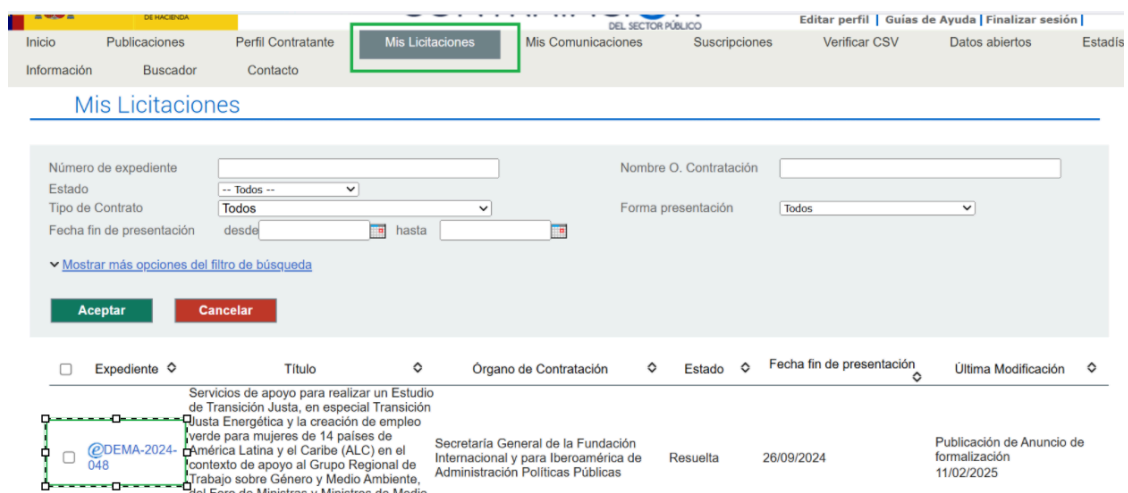 DE HACIENDA
DEL SECTOR PÚBLICO
Editar perfil | Guías de Ayuda | Finalizar sesión |
Inicio Publicaciones Perfil Contratante Mis Licitaciones Mis Comunicaciones Suscripciones Verificar CSV Datos abiertos
Información Buscador Contacto
Mis Licitaciones
Número de expediente Nombre O. Contratación
Estado -- Todos --
Tipo de Contrato Todos Forma presentación Todos
Fecha fin de presentación desde hasta
Mostrar más opciones del filtro de búsqueda
Aceptar Cancelar
Expediente Título Órgano de Contratación Estado Fecha fin de presentación Última Modificación
DEMA-2024-
048
Servicios de apoyo para realizar un Estudio
de Transición Justa, en especial Transición
Justa Energética y la creación de empleo
verde para mujeres de 14 países de
América Latina y el Caribe (ALC) en el
contexto de apoyo al Grupo Regional de
Trabajo sobre Género y Medio Ambiente,
del Foro de Ministras y Ministros de Medio
Secretaría General de la Fundación
Internacional y para Iberoamérica de
Administración Políticas Públicas
Resuelta
26/09/2024
Publicación de Anuncio de
formalización
11/02/2025